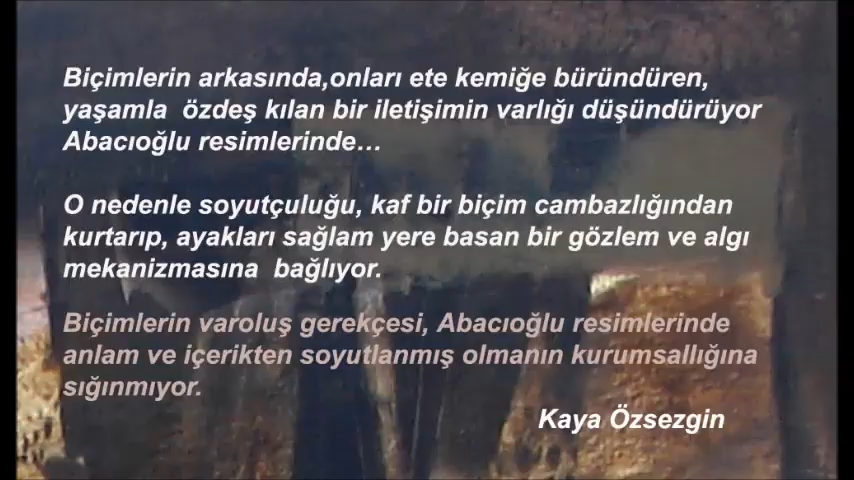 Biçimlerin arkasında,onları ete kemiğe büründüren,
yaşamla özdeş kılan bir iletişimin varlığı düşündürüyor
Abacıoğlu resimlerinde…
O nedenle soyutçuluğu, kaf bir biçim cambazlığından
kurtarıp, ayakları sağlam yere basan bir gözlem ve algı
mekanizmasına bağlıyor.
Biçimlerin varoluş gerekçesi, Abacıoğlu resimlerinde
anlam ve içerikten soyutlanmış olmanın kurumsallığına
sığınmıyor.
Kaya Özsezgin